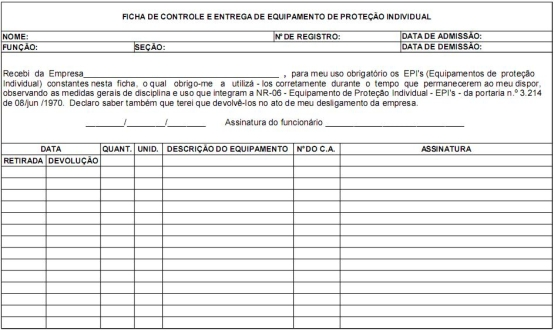 FICHA DE CONTROLE E ENTREGA DE EQUIPAMENTO DE PROTEÇÃO INDIVIDUAL
NOME: Nº DE REGISTRO: DATA DE ADMISSÃO:
FUNÇÃO: SEÇÃO: DATA DE DEMISSÃO:
Recebi da Empresa______________________________ , para meu uso obrigatório os EPI's (Equipamentos de proteção
Individual) constantes nesta ficha, o qual obrigo-me a utilizá - los corretamente durante o tempo que permanecerem ao meu dispor,
observando as medidas gerais de disciplina e uso que integram a NR-06 - Equipamento de Proteção Individual - EPI's - da portaria n.º 3.214
de 08/jun /1970. Declaro saber também que terei que devolvê-los no ato de meu desligamento da empresa.
_______/_______/_______ Assinatura do funcionário _________________________
DATA QUANT. UNID. DESCRIÇÃO DO EQUIPAMENTO Nº DO C.A. ASSINATURA
RETIRADA DEVOLUÇÃO